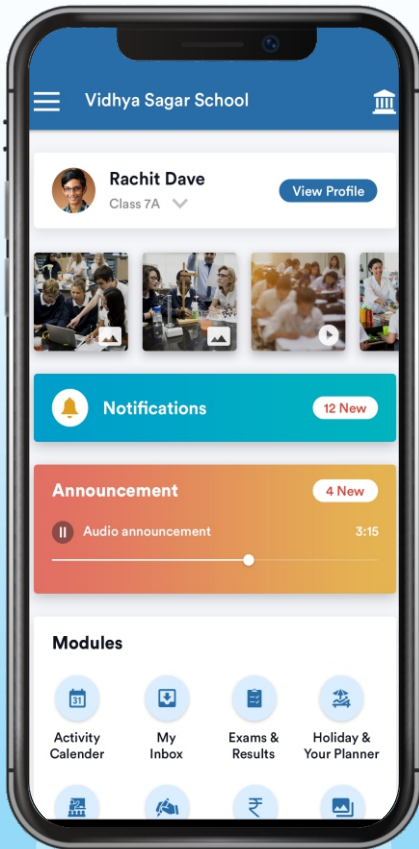 Vidhya Sagar School
Rachit Dave
Class 7A
View Profile
Notifications
12 New
Announcement
4 New
Audio announcement
3:15
Modules
31
Activity
Calender
My
Inbox
Exams &
Results
Holiday &
Your Planner
₹